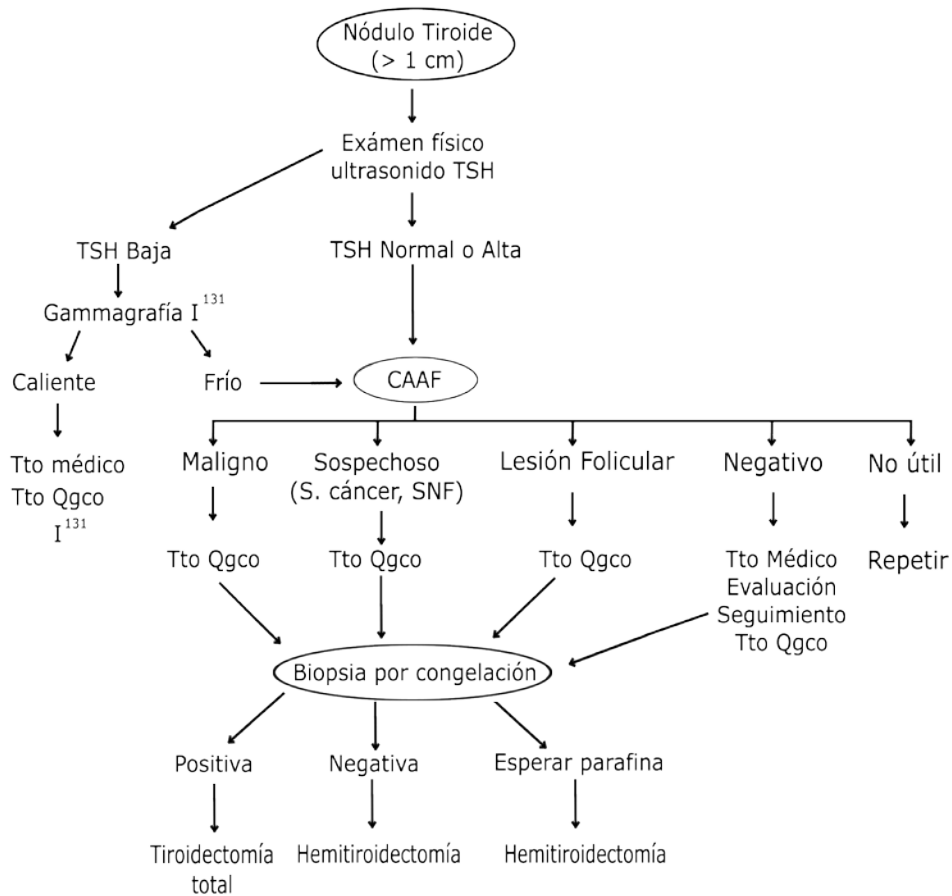 Nódulo Tiroide
(> 1 cm)
Exámen físico
ultrasonido TSH
TSH Baja
TSH Normal o Alta
Gammagrafía I 131
Caliente
Frío
CAAF
Tto médico
Tto Qgco
I 131
Maligno
Sospechoso
(S. cáncer, SNF)
Lesión Folicular
Negativo
No útil
Tto Qgco
Tto Qgco
Tto Qgco
Tto Médico
Evaluación
Seguimiento
Tto Qgco
Repetir
Biopsia por congelación
Positiva
Negativa
Esperar parafina
Tiroidectomía
total
Hemitiroidectomía
Hemitiroidectomía